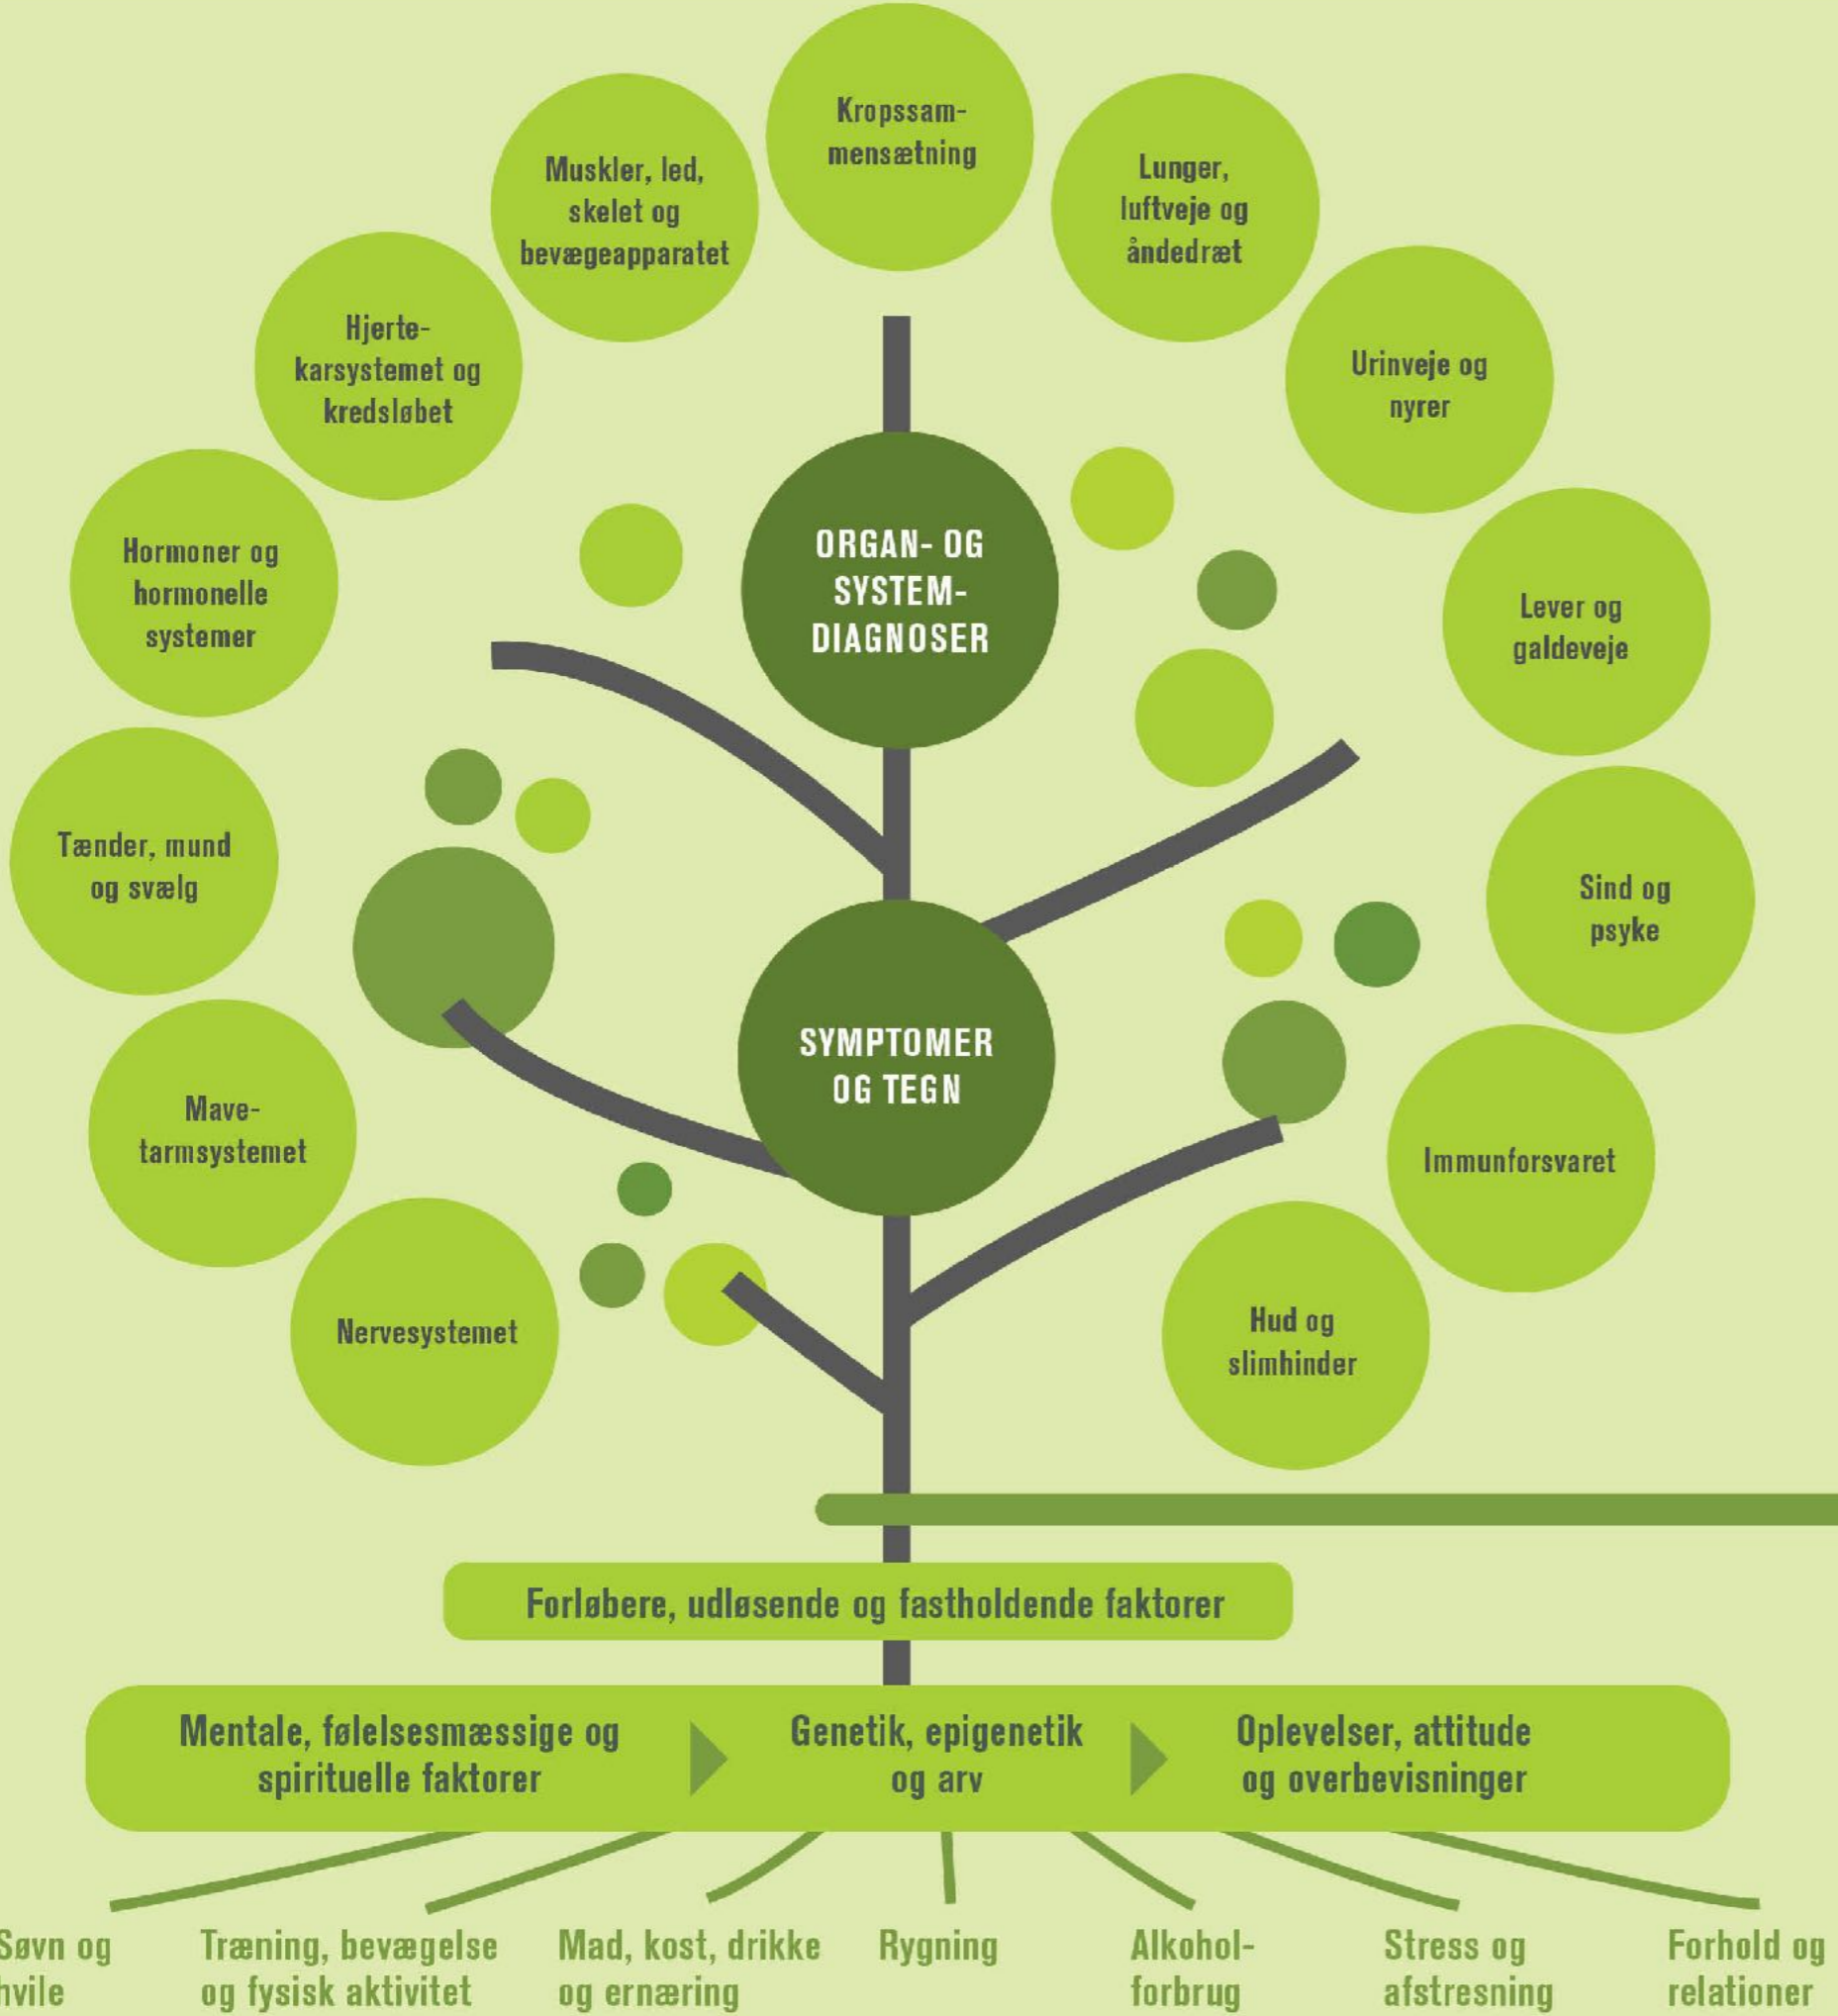 Kropssam-
mensætning
Muskler, led,
skelet og
bevægeapparatet
Lunger,
luftveje og
åndedræt
Hjerte-
karsystemet og
kredsløbet
Urinveje og
nyrer
Hormoner og
hormonelle
systemer
ORGAN- OG
SYSTEM-
DIAGNOSER
Lever og
galdeveje
Tænder, mund
og svælg
Sind og
psyke
SYMPTOMER
OG TEGN
Mave-
tarmsystemet
Immunforsvaret
Nervesystemet
Hud og
slimhinder
Forløbere, udløsende og fastholdende faktorer
Mentale, følelsesmæssige og
spirituelle faktorer
Genetik, epigenetik
og arv
Oplevelser, attitude
og overbevisninger
Søvn og
hvile
Træning, bevægelse
og fysisk aktivitet
Mad, kost, drikke
og ernæring
Rygning
Alkohol-
forbrug
Stress og
afstresning
Forhold og
relationer